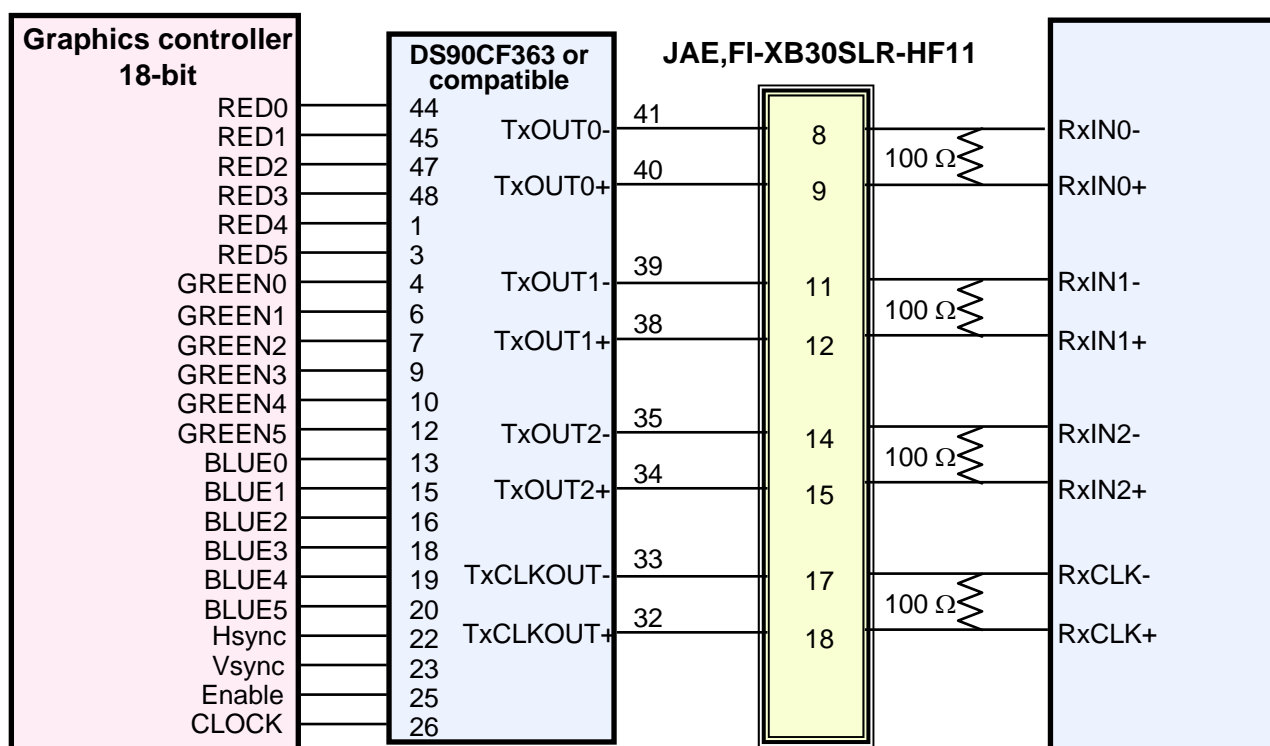 Graphics controller
18-bit
DS90CF363 or
compatible
JAE,FI-XB30SLR-HF11
RED0 44
RED1 45
RED2 47
RED3 48
RED4 1
RED5 3
GREEN0 4
GREEN1 6
GREEN2 7
GREEN3 9
GREEN4 10
GREEN5 12
BLUE0 13
BLUE1 15
BLUE2 16
BLUE3 18
BLUE4 19
BLUE5 20
Hsync 22
Vsync 23
Enable 25
CLOCK 26
TxOUT0- 41 8 RxIN0-
100 Ω
TxOUT0+ 40 9 RxIN0+
TxOUT1- 39 11 RxIN1-
100 Ω
TxOUT1+ 38 12 RxIN1+
TxOUT2- 35 14 RxIN2-
100 Ω
TxOUT2+ 34 15 RxIN2+
TxCLKOUT- 33 17 RxCLK-
100 Ω
TxCLKOUT+ 32 18 RxCLK+